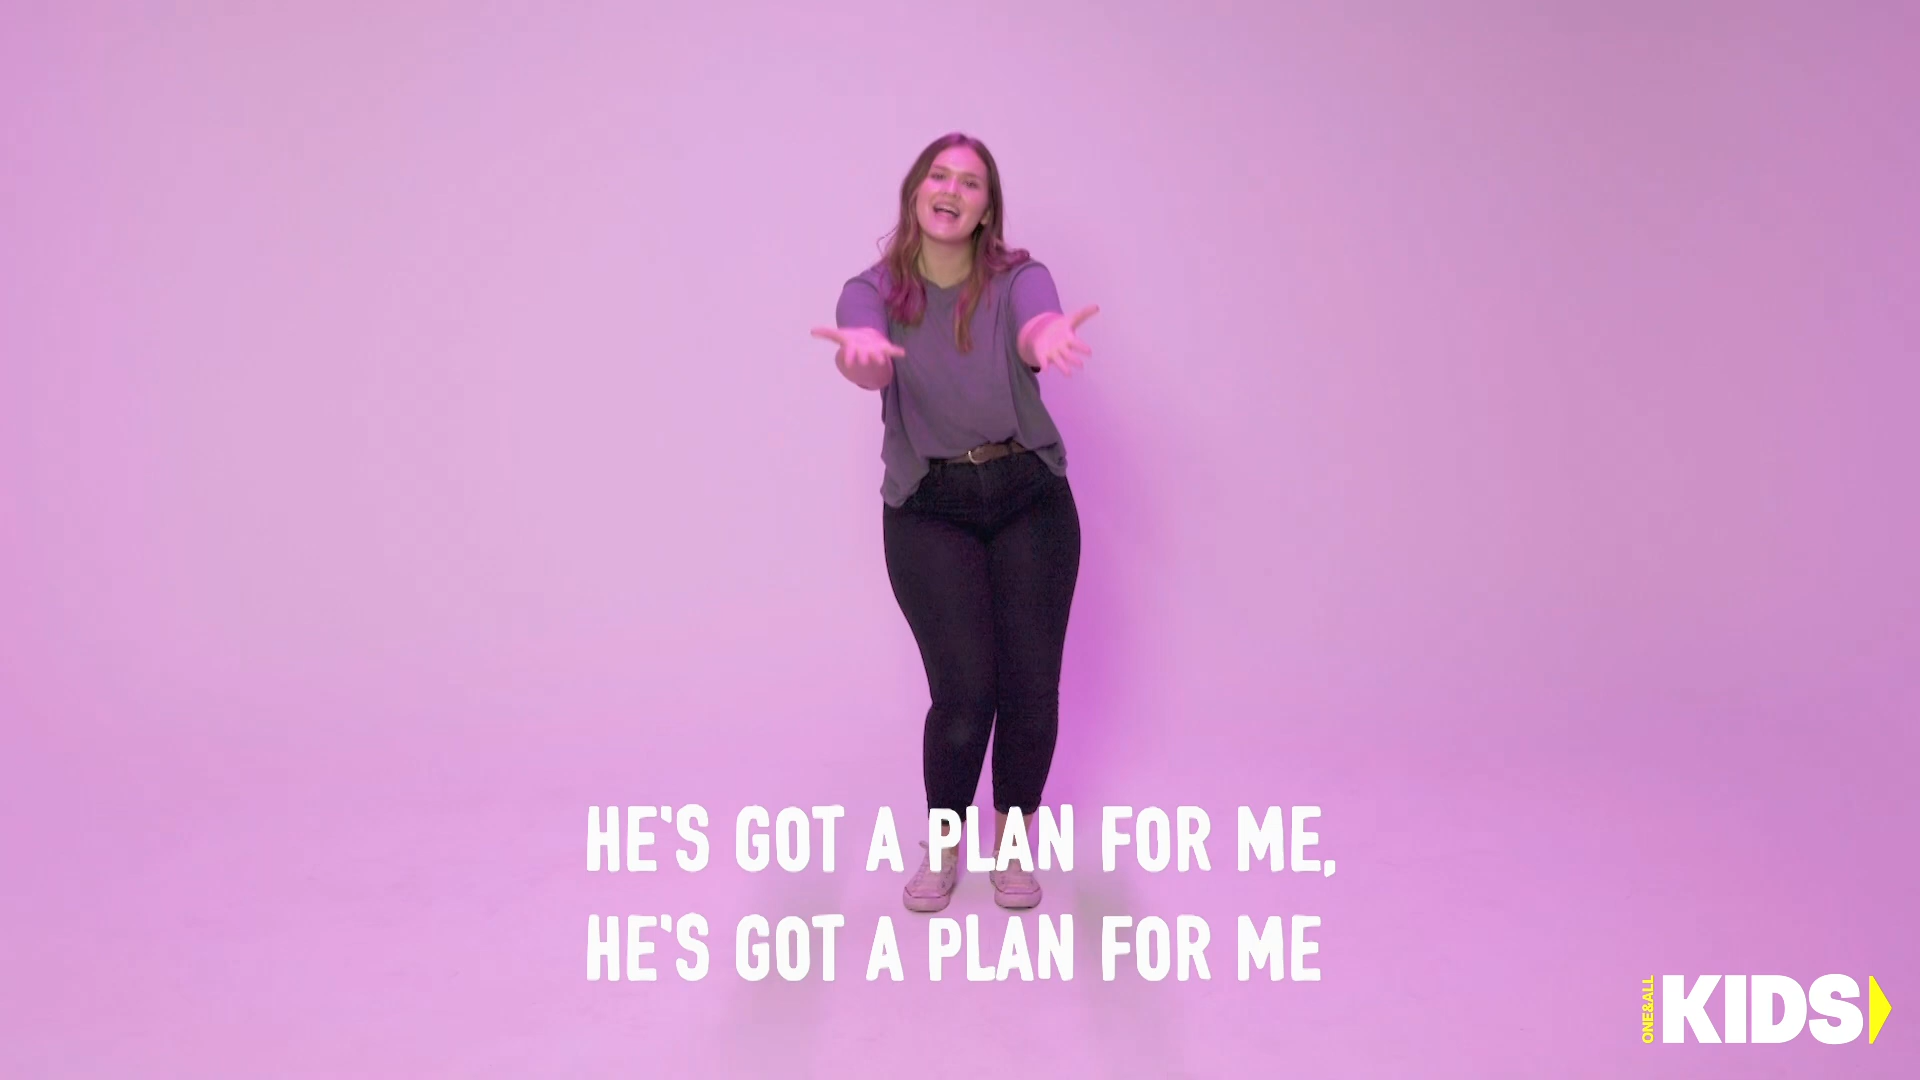 HE'S GOT A PLAN FOR ME,
HE'S GOT A PLAN FOR ME
ONE&ALL
KIDS